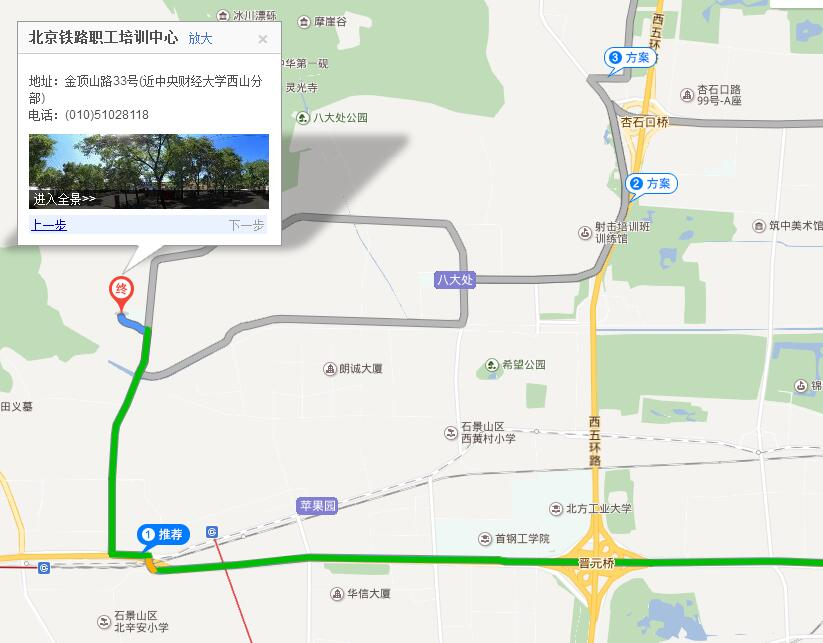 冰川漂砾
摩崖谷
西五环路
北京铁路职工培训中心 放大
3 方案
中华第一砚
灵光寺
地址：金顶山路33号(近中央财经大学西山分
部)
电话：(010)51028118
杏石口路
99号-A座
八大处公园
杏石口桥
进入全景>>
2 方案
上一步 下一步
射击培训班
训练馆
筑中美术馆
八大处
终
朗诚大厦
希望公园
锦
田义墓
石景山区
西黄村小学
西五环路
苹果园
北方工业大学
1 推荐
首钢工学院
晋元桥
华信大厦
石景山区
北辛安小学